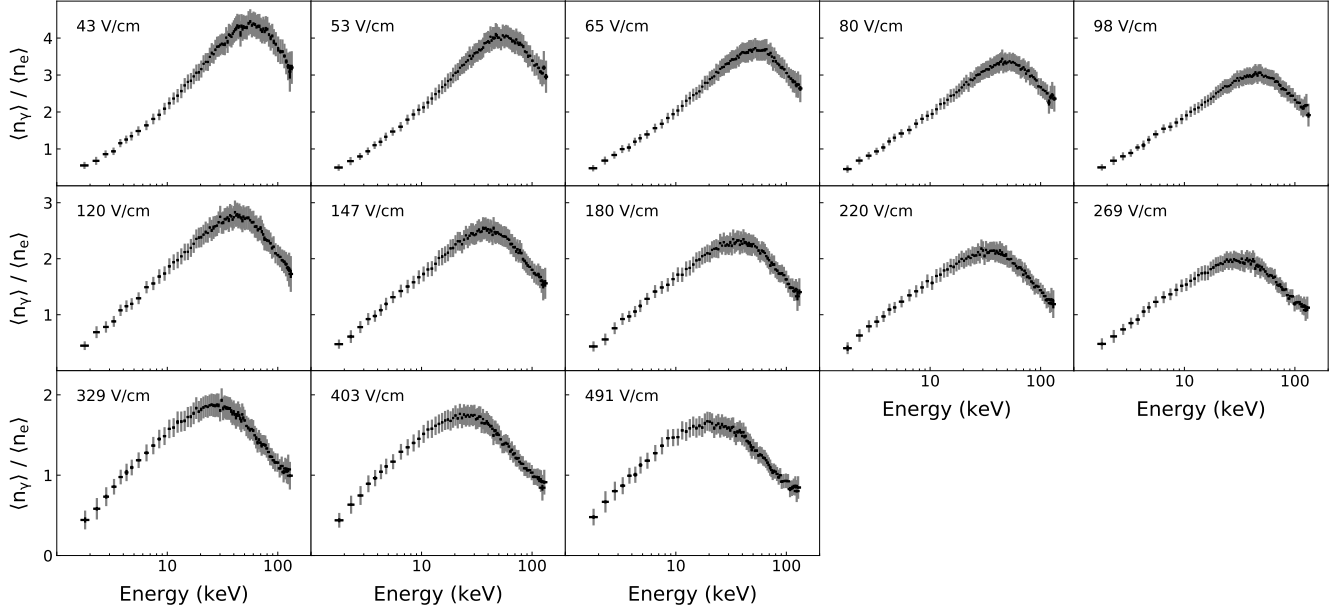 43 V/cm
53 V/cm
65 V/cm
80 V/cm
98 V/cm
⟨nγ⟩ / ⟨ne⟩
4
3
2
1
120 V/cm
147 V/cm
180 V/cm
220 V/cm
269 V/cm
⟨nγ⟩ / ⟨ne⟩
3
2
1
10 100
10 100
Energy (keV)
Energy (keV)
329 V/cm
403 V/cm
491 V/cm
⟨nγ⟩ / ⟨ne⟩
2
1
0
10 100
10 100
10 100
Energy (keV)
Energy (keV)
Energy (keV)